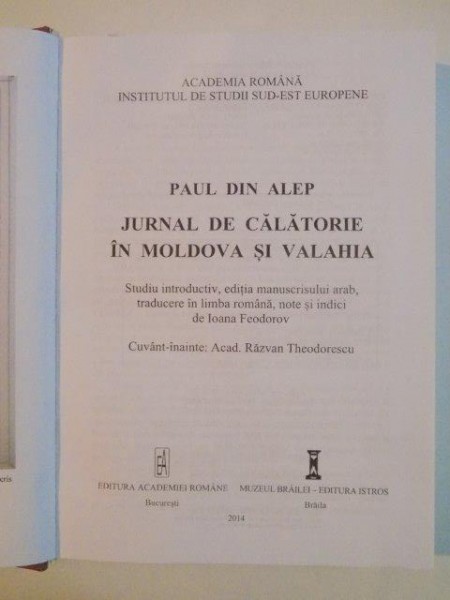 ACADEMIA ROMÂNĂ
INSTITUTUL DE STUDII SUD-EST EUROPENE
PAUL DIN ALEP
JURNAL DE CĂLĂTORIE
ÎN MOLDOVA ȘI VALAHIA
Studiu introductiv, ediția manuscrisului arab,
traducere în limba română, note și indici
de Ioana Feodorov
Cuvânt-înainte: Acad. Răzvan Theodorescu
EA
EDITURA ACADEMIEI ROMÂNE
București
MUZEUL BRĂILEI – EDITURA ISTROS
Brăila
2014